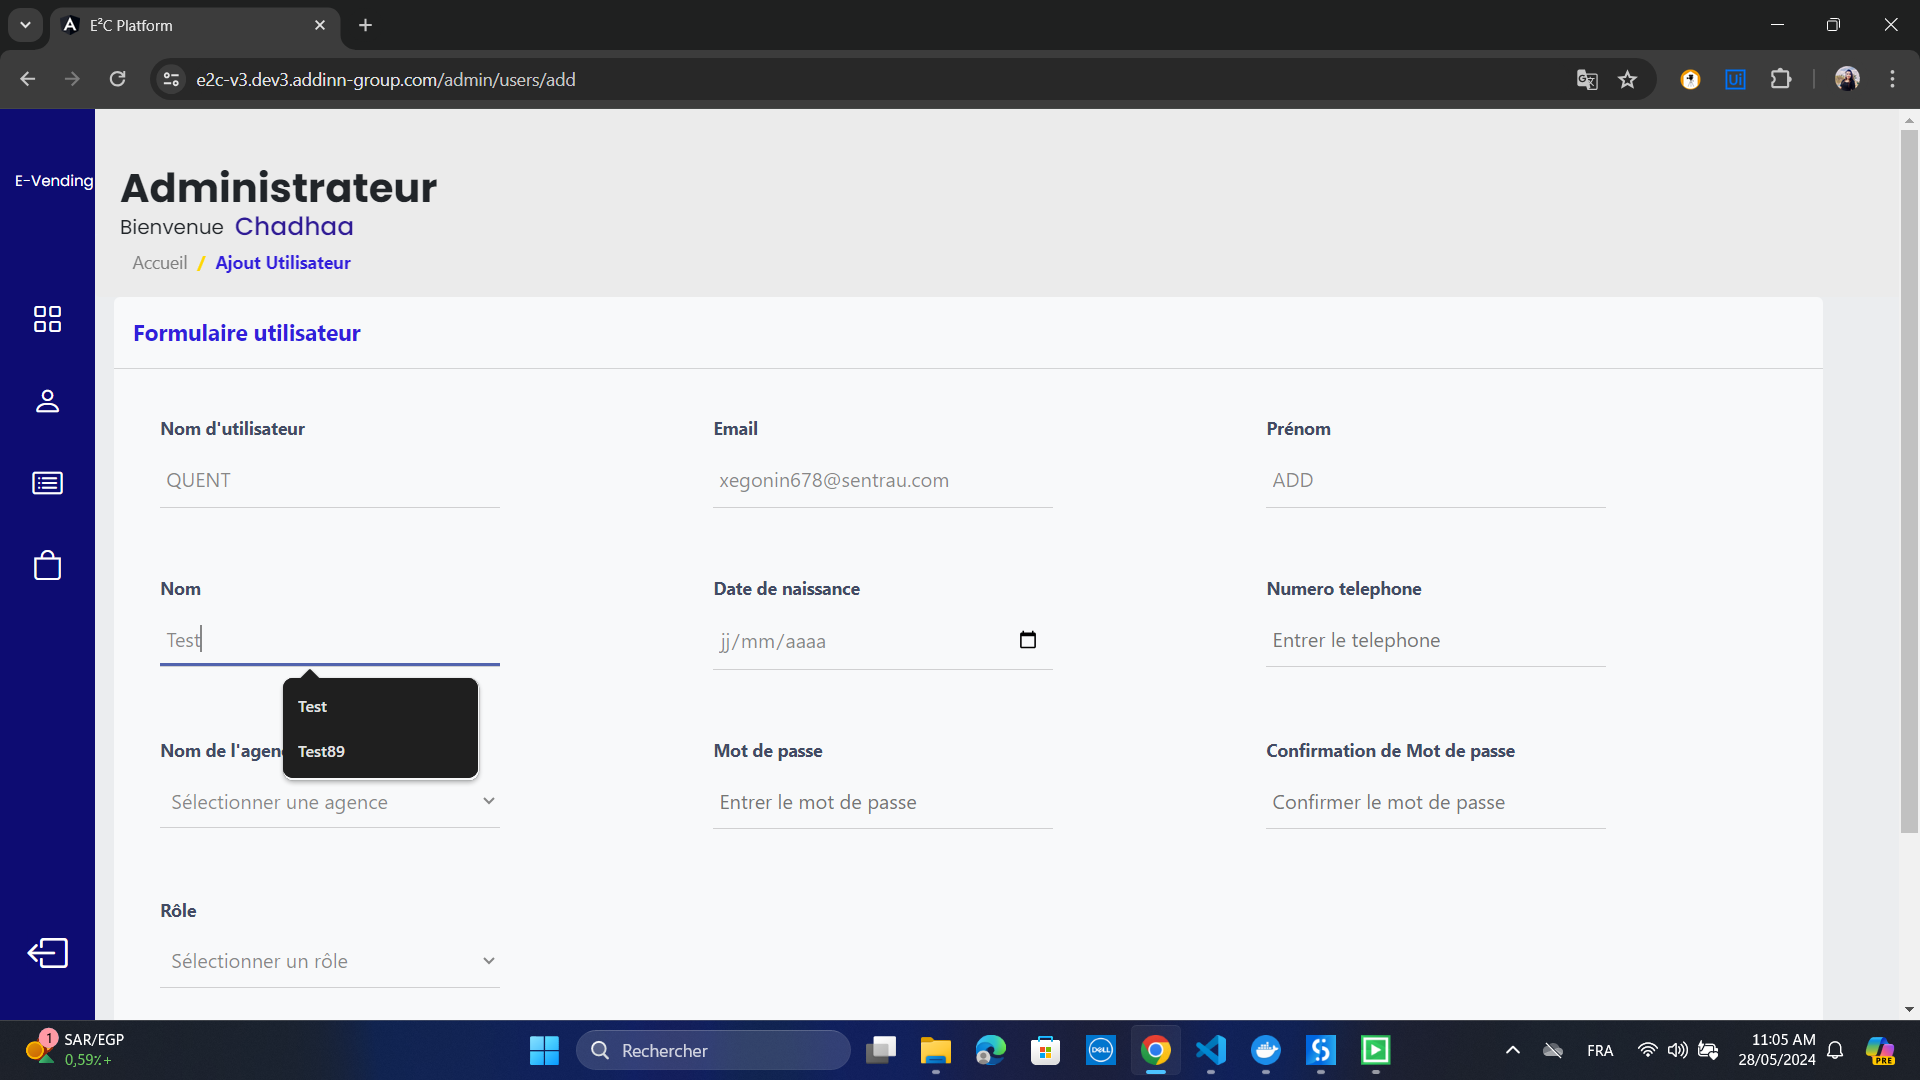 E²C Platform
e2c-v3.dev3.addinn-group.com/admin/users/add
E-Vending
Administrateur
Bienvenue Chadhaa
Accueil / Ajout Utilisateur
Formulaire utilisateur
Nom d'utilisateur
QUENT
Email
xegonin678@sentrau.com
Prénom
ADD
Nom
Test
Date de naissance
jj/mm/aaaa
Numero telephone
Entrer le telephone
Test
Test89
Nom de l'agen
Sélectionner une agence
Mot de passe
Entrer le mot de passe
Confirmation de Mot de passe
Confirmer le mot de passe
Rôle
Sélectionner un rôle
1
SAR/EGP
0,59%+
Rechercher
DELL
FRA
11:05 AM
28/05/2024
PRE
Ui